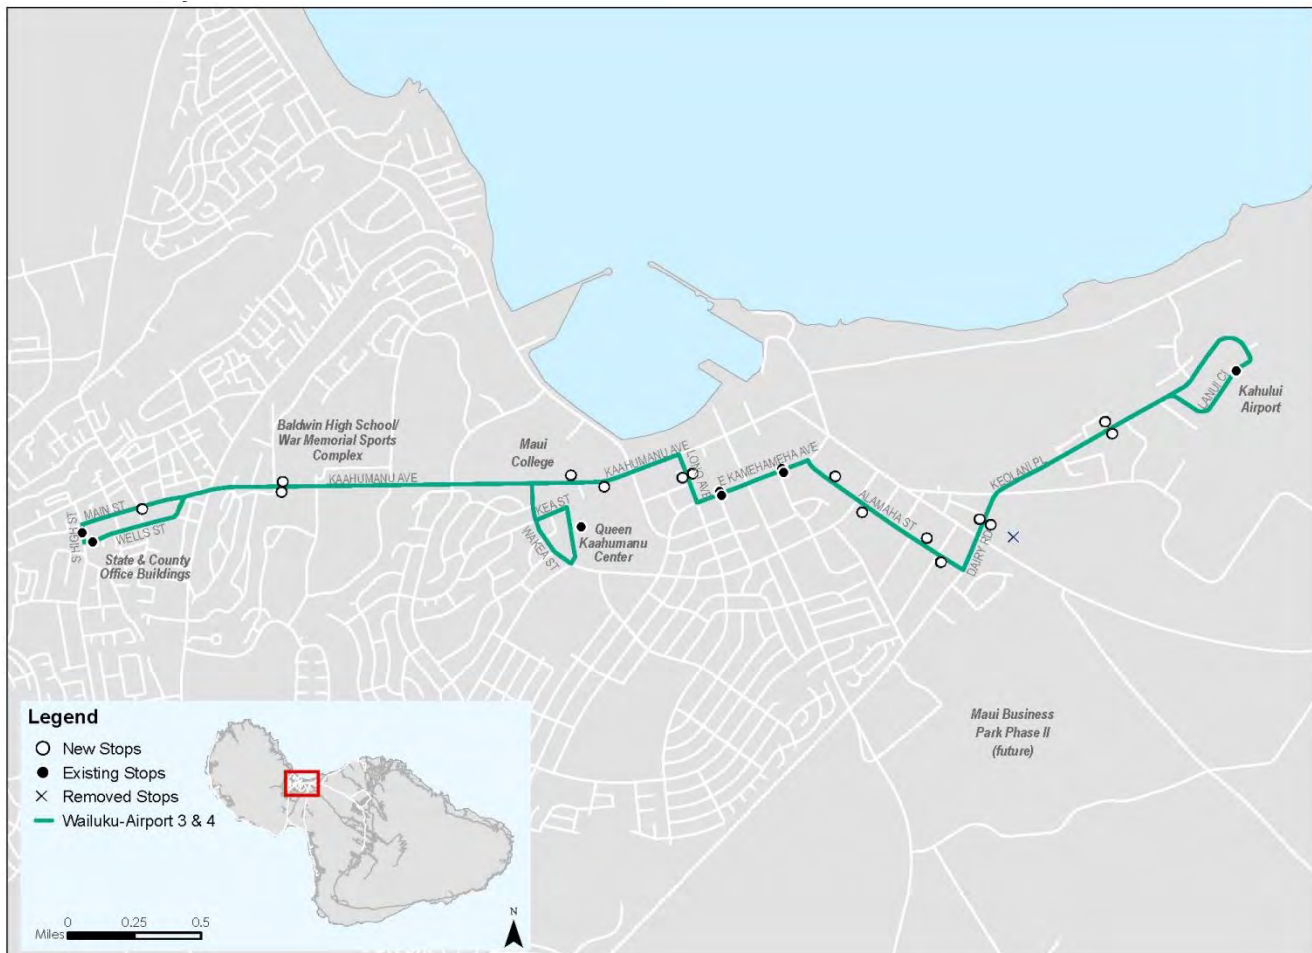 Baldwin High School/
War Memorial Sports
Complex
Maui
College
KAAHUMANU AVE
KAAHUMANU AVE
LONO AVE
E KAMEHAMEHA AVE
LANUI CI
Kahului
Airport
KEOLANI PL
MAIN ST
WELLS ST
S HIGH ST
State & County
Office Buildings
KEA ST
WAKEA ST
Queen
Kaahumanu
Center
ALAMAHA ST
DAIRY RD
Maui Business
Park Phase II
(future)
Legend
New Stops
Existing Stops
Removed Stops
Wailuku-Airport 3 & 4
0 0.25 0.5
Miles
N